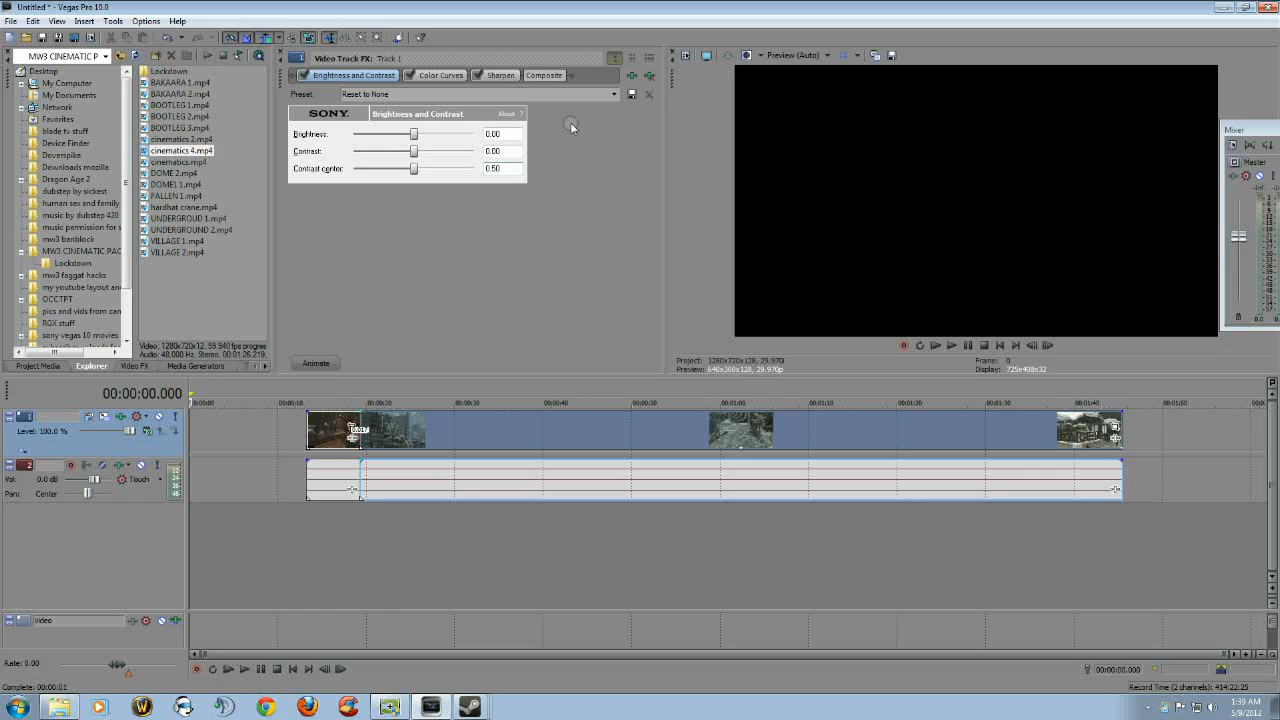 Untitled * - Vegas Pro 10.0
File Edit View Insert Tools Options Help
MW3 CINEMATIC P
Desktop
My Computer
My Documents
Network
Favorites
blade tv stuff
Device Finder
Doverspike
Downloads mozilla
Dragon Age 2
dubstep by sickest
human sex and family
music by dubstep 420
music permission for s
mw3 banblock
MW3 CINEMATIC PAC
Lockdown
mw3 faggat hacks
my youtube layout an
OCCTPT
pics and vids from can
RGX stuff
sony vegas 10 movies
Lockdown
BAKAARA 1.mp4
BAKAARA 2.mp4
BOOTLEG 1.mp4
BOOTLEG 2.mp4
BOOTLEG 3.mp4
cinematics 2.mp4
cinematics 4.mp4
cinematics.mp4
DOME 2.mp4
DOME1 1.mp4
FALLEN 1.mp4
hardhat crane.mp4
UNDERGROUD 1.mp4
UNDERGROUND 2.mp4
VILLAGE 1.mp4
VILLAGE 2.mp4
Video: 1280x720x12, 59.940 fps progres
Audio: 48,000 Hz, Stereo, 00:01:26.219,
Project Media Explorer Video FX Media Generators
Video Track FX: Track 1
Brightness and Contrast Color Curves Sharpen Composite
Preset: Reset to None
SONY. Brightness and Contrast About ?
Brightness: 0.00
Contrast: 0.00
Contrast center: 0.50
Animate
Preview (Auto)
Project: 1280x720x128, 29.970i
Preview: 640x360x128, 29.970p
Frame: 0
Display: 725x408x32
Mixer
Master
00:00:00.000
00:00:00 00:00:10 00:00:20 00:00:30 00:00:40 00:00:50 00:01:00 00:01:10 00:01:20 00:01:30 00:01:40 00:01:50
1
Level: 100.0 %
2
Vol: 0.0 dB Touch
Pan: Center
12
24
36
48
Video
Rate: 0.00
00:00:00.000
Complete: 00:00:01
Record Time (2 channels): 414:22:25
1:39 AM
5/9/2012